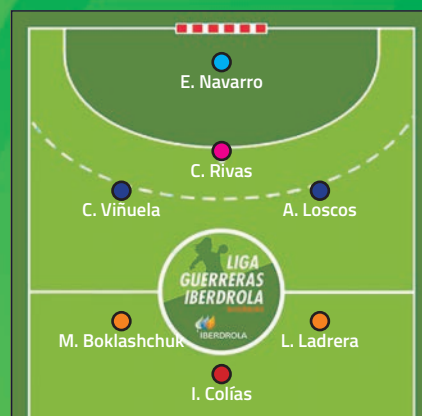 E. Navarro
C. Rivas
C. Viñuela
A. Loscos
LIGA
GUERRERAS
IBERDROLA
IBERDROLA
M. Boklashchuk
L. Ladrera
I. Colías